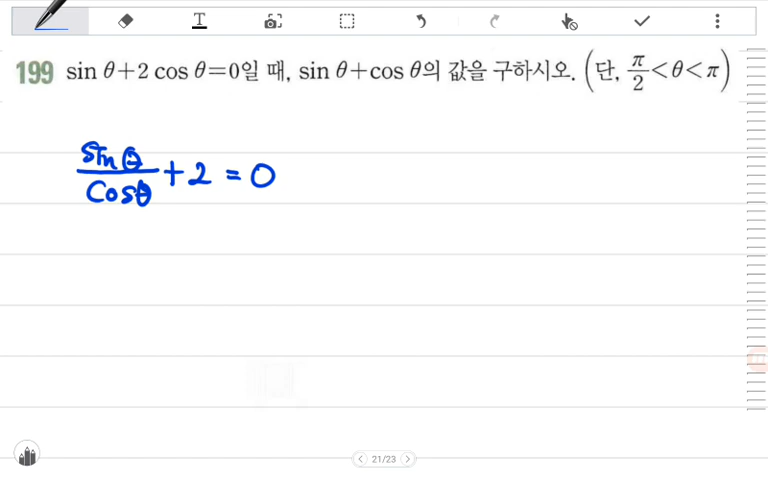 T
199 sin θ+2 cos θ=0일 때, sin θ+cos θ의 값을 구하시오. (단, π/2<θ<π)
sinθ/cosθ + 2 = 0
21/23